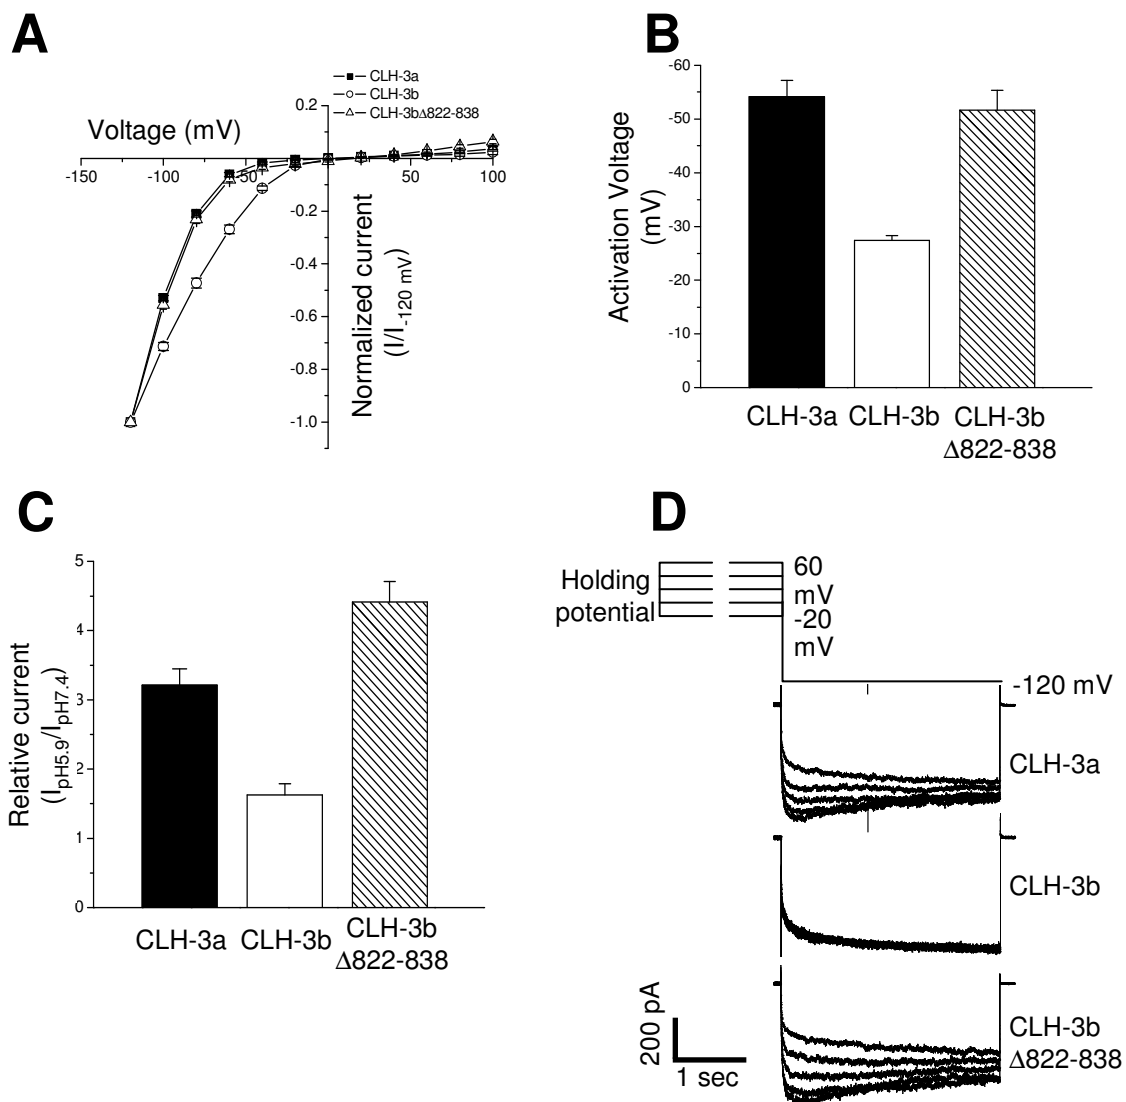 A
CLH-3a
CLH-3b
CLH-3bΔ822-838
0.2
Voltage (mV)
-150
-100
-50
50
100
-0.2
-0.4
-0.6
-0.8
-1.0
Normalized current
(I/I-120 mV)
B
-60
-50
-40
-30
-20
-10
0
Activation Voltage
(mV)
CLH-3a
CLH-3b
CLH-3b
Δ822-838
C
5
4
3
2
1
0
Relative current
(IpH5.9/IpH7.4)
CLH-3a
CLH-3b
CLH-3b
Δ822-838
D
Holding
potential
60
mV
-20
mV
-120 mV
CLH-3a
CLH-3b
CLH-3b
Δ822-838
200 pA
1 sec